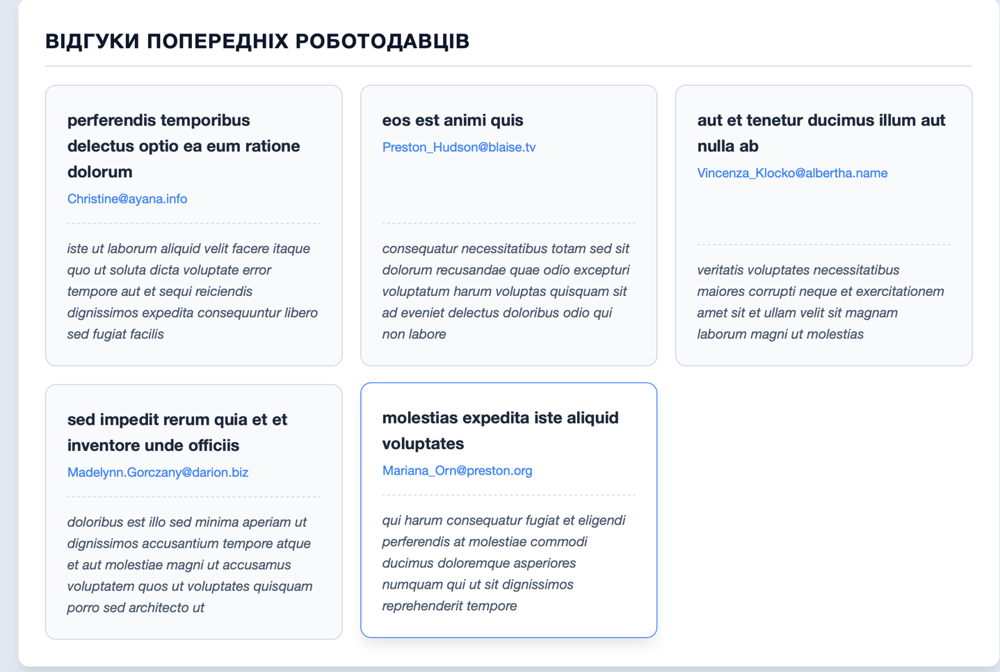 ВІДГУКИ ПОПЕРЕДНІХ РОБОТОДАВЦІВ
perferendis temporibus
delectus optio ea eum ratione
dolorum
Christine@ayana.info
iste ut laborum aliquid velit facere itaque
quo ut soluta dicta voluptate error
tempore aut et sequi reiciendis
dignissimos expedita consequuntur libero
sed fugiat facilis
eos est animi quis
Preston_Hudson@blaise.tv
consequatur necessitatibus totam sed sit
dolorum recusandae quae odio excepturi
voluptatum harum voluptas quisquam sit
ad eveniet delectus doloribus odio qui
non labore
aut et tenetur ducimus illum aut
nulla ab
Vincenza_Klocko@albertha.name
veritatis voluptates necessitatibus
maiores corrupti neque et exercitationem
amet sit et ullam velit sit magnam
laborum magni ut molestias
sed impedit rerum quia et et
inventore unde officiis
Madelynn.Gorczany@darion.biz
doloribus est illo sed minima aperiam ut
dignissimos accusantium tempore atque
et aut molestiae magni ut accusamus
voluptatem quos ut voluptates quisquam
porro sed architecto ut
molestias expedita iste aliquid
voluptates
Mariana_Orn@preston.org
qui harum consequatur fugiat et eligendi
perferendis at molestiae commodi
ducimus doloremque asperiores
numquam qui ut sit dignissimos
reprehenderit tempore